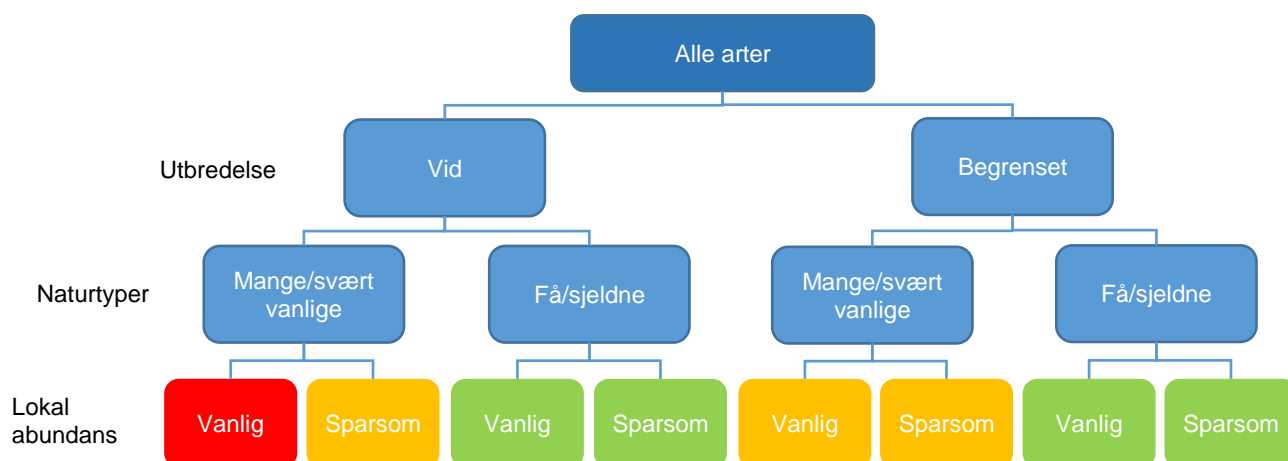 Alle arter
Utbredelse
Vid
Begrenset
Naturtyper
Mange/svært
vanlige
Få/sjeldne
Mange/svært
vanlige
Få/sjeldne
Lokal
abundans
Vanlig
Sparsom
Vanlig
Sparsom
Vanlig
Sparsom
Vanlig
Sparsom